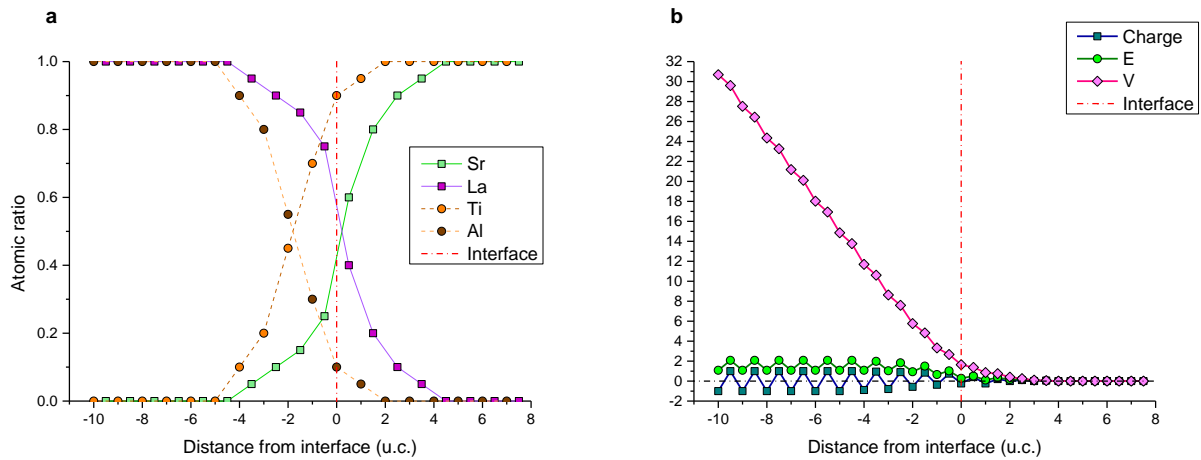 a
Atomic ratio
1.0
0.8
0.6
0.4
0.2
0.0
-10 -8 -6 -4 -2 0 2 4 6 8
Distance from interface (u.c.)
Sr
La
Ti
Al
Interface
b
Charge
E
V
Interface
32
30
28
26
24
22
20
18
16
14
12
10
8
6
4
2
0
-2
-10 -8 -6 -4 -2 0 2 4 6 8
Distance from interface (u.c.)